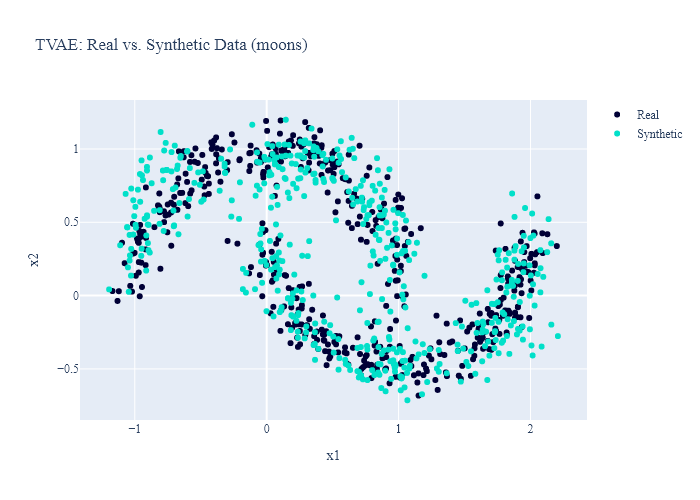 TVAE: Real vs. Synthetic Data (moons)
Real
Synthetic
1
0.5
0
−0.5
x2
−1
0
1
2
x1